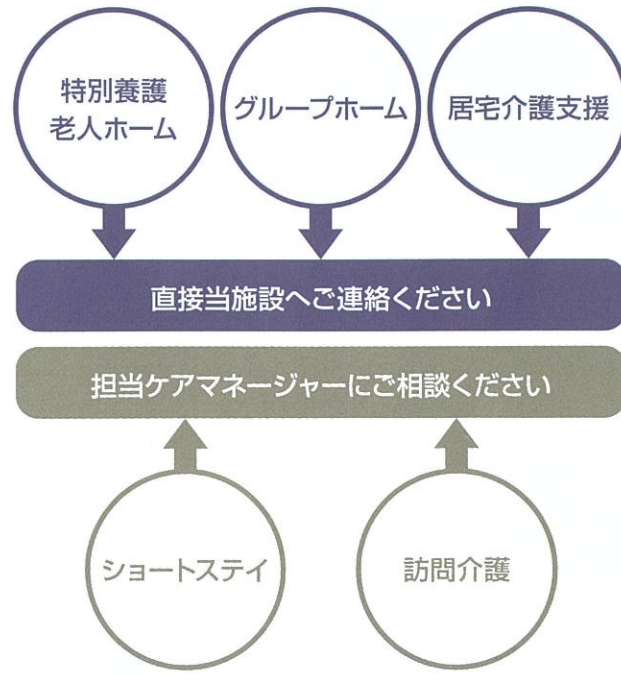 特別養護
老人ホーム
グループホーム
居宅介護支援
直接当施設へご連絡ください
担当ケアマネージャーにご相談ください
ショートステイ
訪問介護